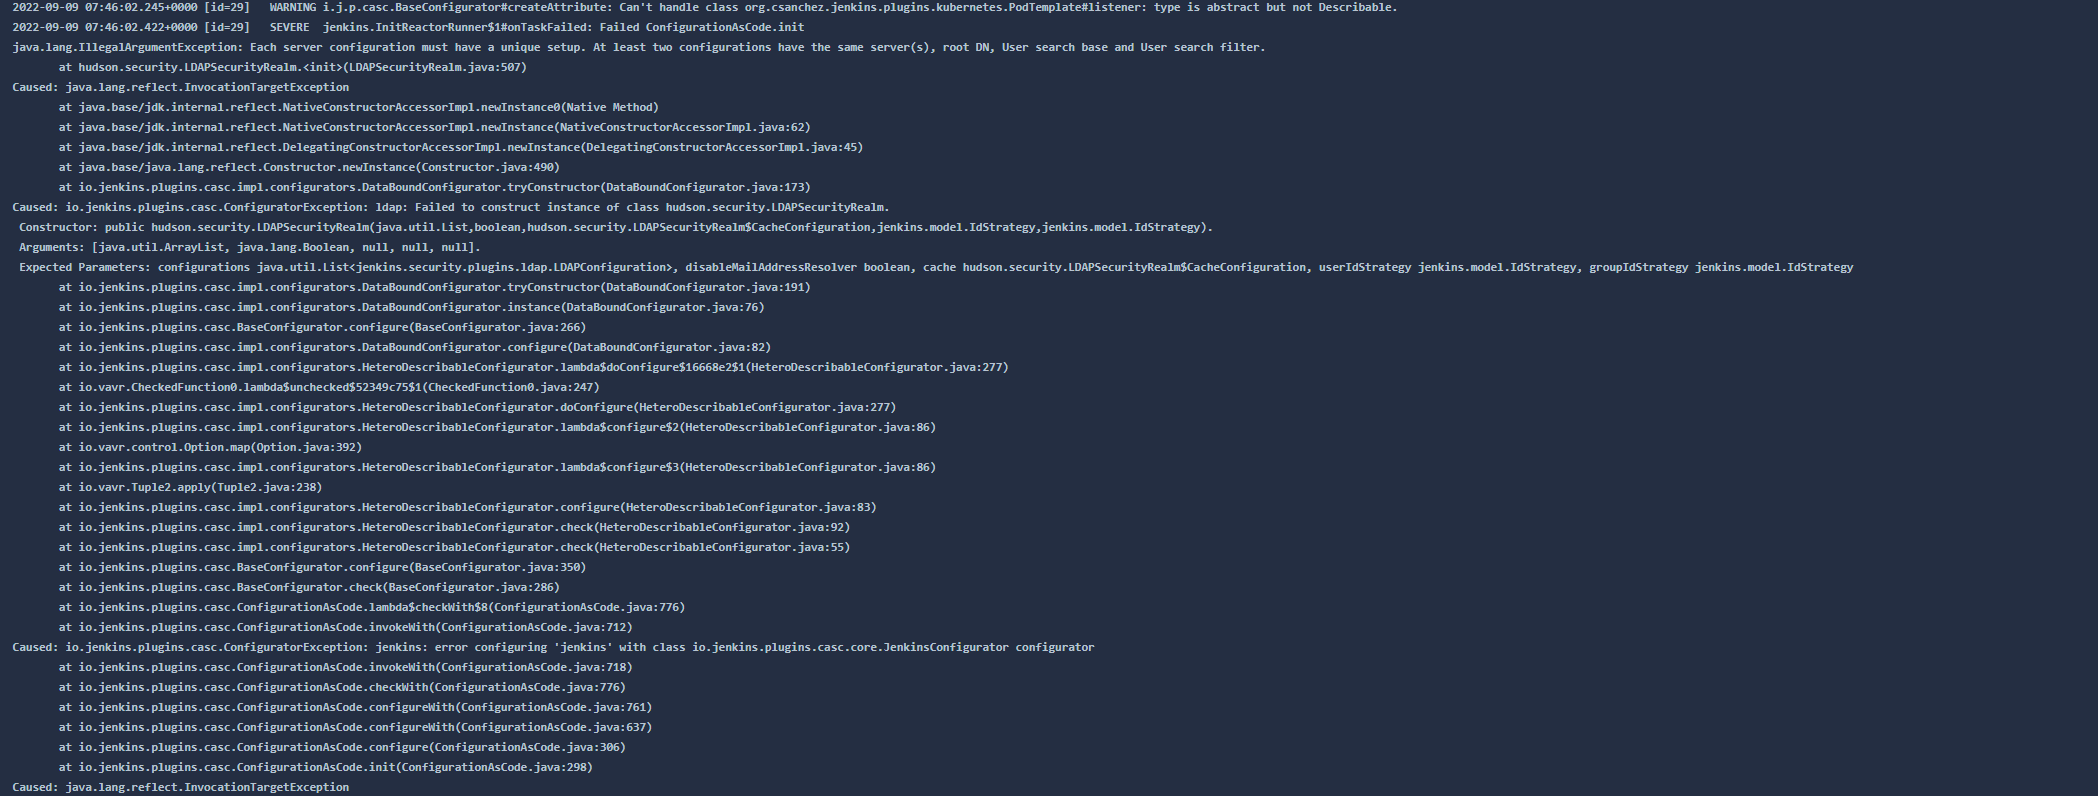 2022-09-09 07:46:02.245+0000 [id=29]   WARNING i.j.p.casc.BaseConfigurator#createAttribute: Can't handle class org.csanchez.jenkins.plugins.kubernetes.PodTemplate#listener: type is abstract but not Describable.
2022-09-09 07:46:02.422+0000 [id=29]   SEVERE  jenkins.InitReactorRunner$1#onTaskFailed: Failed ConfigurationAsCode.init
java.lang.IllegalArgumentException: Each server configuration must have a unique setup. At least two configurations have the same server(s), root DN, User search base and User search filter.
       at hudson.security.LDAPSecurityRealm.<init>(LDAPSecurityRealm.java:507)
Caused: java.lang.reflect.InvocationTargetException
       at java.base/jdk.internal.reflect.NativeConstructorAccessorImpl.newInstance0(Native Method)
       at java.base/jdk.internal.reflect.NativeConstructorAccessorImpl.newInstance(NativeConstructorAccessorImpl.java:62)
       at java.base/jdk.internal.reflect.DelegatingConstructorAccessorImpl.newInstance(DelegatingConstructorAccessorImpl.java:45)
       at java.base/java.lang.reflect.Constructor.newInstance(Constructor.java:490)
       at io.jenkins.plugins.casc.impl.configurators.DataBoundConfigurator.tryConstructor(DataBoundConfigurator.java:173)
Caused: io.jenkins.plugins.casc.ConfiguratorException: ldap: Failed to construct instance of class hudson.security.LDAPSecurityRealm.
 Constructor: public hudson.security.LDAPSecurityRealm(java.util.List,boolean,hudson.security.LDAPSecurityRealm$CacheConfiguration,jenkins.model.IdStrategy,jenkins.model.IdStrategy).
 Arguments: [java.util.ArrayList, java.lang.Boolean, null, null, null].
 Expected Parameters: configurations java.util.List<jenkins.security.plugins.ldap.LDAPConfiguration>, disableMailAddressResolver boolean, cache hudson.security.LDAPSecurityRealm$CacheConfiguration, userIdStrategy jenkins.model.IdStrategy, groupIdStrategy jenkins.model.IdStrategy
       at io.jenkins.plugins.casc.impl.configurators.DataBoundConfigurator.tryConstructor(DataBoundConfigurator.java:191)
       at io.jenkins.plugins.casc.impl.configurators.DataBoundConfigurator.instance(DataBoundConfigurator.java:76)
       at io.jenkins.plugins.casc.BaseConfigurator.configure(BaseConfigurator.java:266)
       at io.jenkins.plugins.casc.impl.configurators.DataBoundConfigurator.configure(DataBoundConfigurator.java:82)
       at io.jenkins.plugins.casc.impl.configurators.HeteroDescribableConfigurator.lambda$doConfigure$16668e2$1(HeteroDescribableConfigurator.java:277)
       at io.vavr.CheckedFunction0.lambda$unchecked$52349c75$1(CheckedFunction0.java:247)
       at io.jenkins.plugins.casc.impl.configurators.HeteroDescribableConfigurator.doConfigure(HeteroDescribableConfigurator.java:277)
       at io.jenkins.plugins.casc.impl.configurators.HeteroDescribableConfigurator.lambda$configure$2(HeteroDescribableConfigurator.java:86)
       at io.vavr.control.Option.map(Option.java:392)
       at io.jenkins.plugins.casc.impl.configurators.HeteroDescribableConfigurator.lambda$configure$3(HeteroDescribableConfigurator.java:86)
       at io.vavr.Tuple2.apply(Tuple2.java:238)
       at io.jenkins.plugins.casc.impl.configurators.HeteroDescribableConfigurator.configure(HeteroDescribableConfigurator.java:83)
       at io.jenkins.plugins.casc.impl.configurators.HeteroDescribableConfigurator.check(HeteroDescribableConfigurator.java:92)
       at io.jenkins.plugins.casc.impl.configurators.HeteroDescribableConfigurator.check(HeteroDescribableConfigurator.java:55)
       at io.jenkins.plugins.casc.BaseConfigurator.configure(BaseConfigurator.java:350)
       at io.jenkins.plugins.casc.BaseConfigurator.check(BaseConfigurator.java:286)
       at io.jenkins.plugins.casc.ConfigurationAsCode.lambda$checkWith$8(ConfigurationAsCode.java:776)
       at io.jenkins.plugins.casc.ConfigurationAsCode.invokeWith(ConfigurationAsCode.java:712)
Caused: io.jenkins.plugins.casc.ConfiguratorException: jenkins: error configuring 'jenkins' with class io.jenkins.plugins.casc.core.JenkinsConfigurator configurator
       at io.jenkins.plugins.casc.ConfigurationAsCode.invokeWith(ConfigurationAsCode.java:718)
       at io.jenkins.plugins.casc.ConfigurationAsCode.checkWith(ConfigurationAsCode.java:776)
       at io.jenkins.plugins.casc.ConfigurationAsCode.configureWith(ConfigurationAsCode.java:761)
       at io.jenkins.plugins.casc.ConfigurationAsCode.configureWith(ConfigurationAsCode.java:637)
       at io.jenkins.plugins.casc.ConfigurationAsCode.configure(ConfigurationAsCode.java:306)
       at io.jenkins.plugins.casc.ConfigurationAsCode.init(ConfigurationAsCode.java:298)
Caused: java.lang.reflect.InvocationTargetException